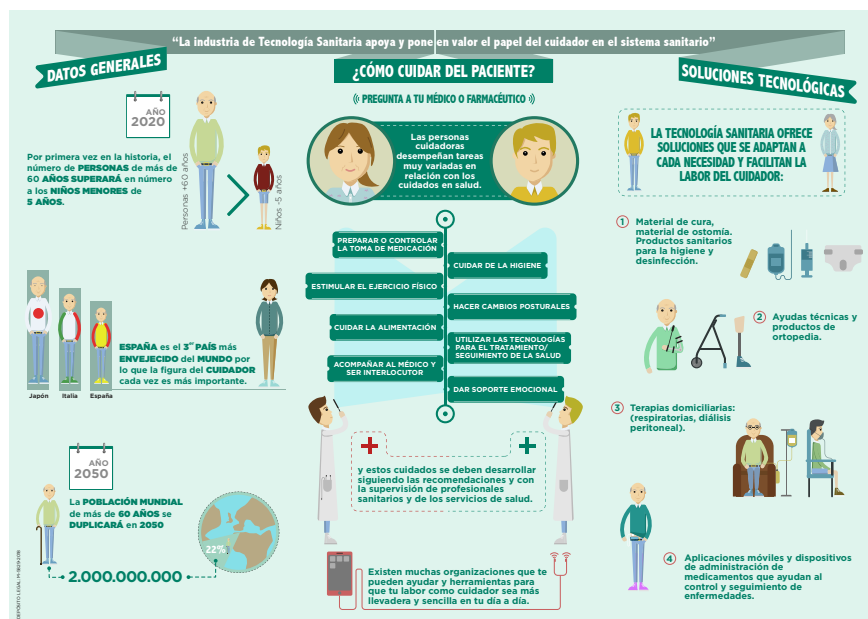 “La industria de Tecnología Sanitaria apoya y pone en valor el papel del cuidador en el sistema sanitario”
DATOS GENERALES
AÑO
2020
Por primera vez en la historia, el
número de PERSONAS de más de
60 AÑOS SUPERARÁ en número
a los NIÑOS MENORES de
5 AÑOS.
Personas +60 años
Niños -5 años
Japón
Italia
España
ESPAÑA es el 3er PAÍS más
ENVEJECIDO del MUNDO por
lo que la figura del CUIDADOR
cada vez es más importante.
AÑO
2050
La POBLACIÓN MUNDIAL
de más de 60 AÑOS se
DUPLICARÁ en 2050
22%
2.000.000.000
¿CÓMO CUIDAR DEL PACIENTE?
PREGUNTA A TU MÉDICO O FARMACÉUTICO
Las personas
cuidadoras
desempeñan tareas
muy variadas en
relación con los
cuidados en salud.
PREPARAR O CONTROLAR
LA TOMA DE MEDICACIÓN
CUIDAR DE LA HIGIENE
ESTIMULAR EL EJERCICIO FÍSICO
HACER CAMBIOS POSTURALES
CUIDAR LA ALIMENTACIÓN
UTILIZAR LAS TECNOLOGÍAS
PARA EL TRATAMIENTO/
SEGUIMIENTO DE LA SALUD
ACOMPAÑAR AL MÉDICO Y
SER INTERLOCUTOR
DAR SOPORTE EMOCIONAL
y estos cuidados se deben desarrollar
siguiendo las recomendaciones y con
la supervisión de profesionales
sanitarios y de los servicios de salud.
Existen muchas organizaciones que te
pueden ayudar y herramientas para
que tu labor como cuidador sea más
llevadera y sencilla en tu día a día.
SOLUCIONES TECNOLÓGICAS
LA TECNOLOGÍA SANITARIA OFRECE
SOLUCIONES QUE SE ADAPTAN A
CADA NECESIDAD Y FACILITAN LA
LABOR DEL CUIDADOR:
1 Material de cura,
material de ostomía.
Productos sanitarios
para la higiene y
desinfección.
2 Ayudas técnicas y
productos de
ortopedia.
3 Terapias domiciliarias:
(respiratorias, diálisis
peritoneal).
4 Aplicaciones móviles y dispositivos
de administración de
medicamentos que ayudan al
control y seguimiento de
enfermedades.
DEPÓSITO LEGAL: